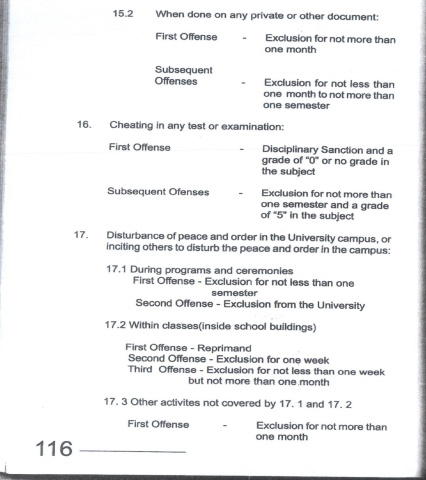 15.2 When done on any private or other document:
First Offense - Exclusion for not more than
one month
Subsequent
Offenses - Exclusion for not less than
one month to not more than
one semester
16. Cheating in any test or examination:
First Offense - Disciplinary Sanction and a
grade of "0" or no grade in
the subject
Subsequent Ofenses - Exclusion for not more than
one semester and a grade
of "5" in the subject
17. Disturbance of peace and order in the University campus, or
inciting others to disturb the peace and order in the campus:
17.1 During programs and ceremonies
First Offense - Exclusion for not less than one
semester
Second Offense - Exclusion from the University
17.2 Within classes(inside school buildings)
First Offense - Reprimand
Second Offense - Exclusion for one week
Third Offense - Exclusion for not less than one week
but not more than one month
17. 3 Other activites not covered by 17. 1 and 17. 2
First Offense - Exclusion for not more than
one month
116